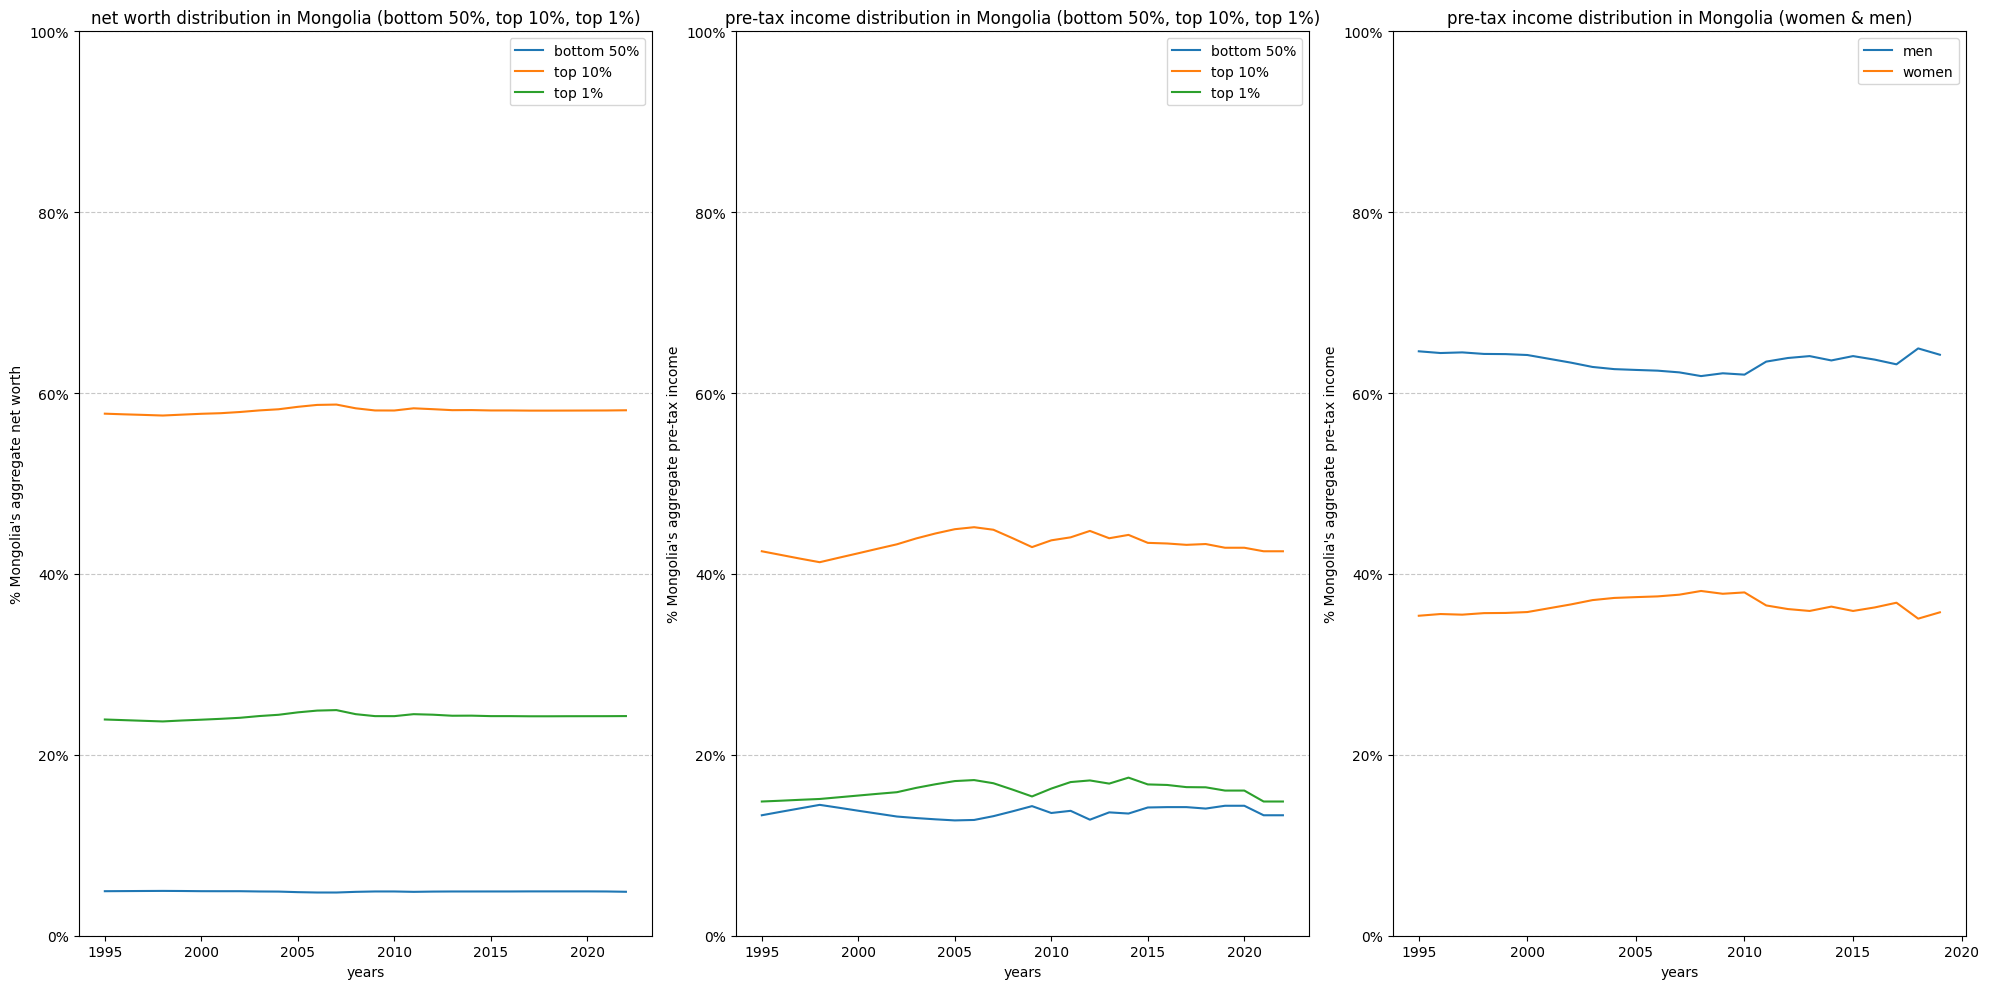 net worth distribution in Mongolia (bottom 50%, top 10%, top 1%)
100%
80%
60%
40%
20%
0%
% Mongolia's aggregate net worth
bottom 50%
top 10%
top 1%
1995 2000 2005 2010 2015 2020
years
pre-tax income distribution in Mongolia (bottom 50%, top 10%, top 1%)
100%
80%
60%
40%
20%
0%
% Mongolia's aggregate pre-tax income
bottom 50%
top 10%
top 1%
1995 2000 2005 2010 2015 2020
years
pre-tax income distribution in Mongolia (women & men)
100%
80%
60%
40%
20%
0%
% Mongolia's aggregate pre-tax income
men
women
1995 2000 2005 2010 2015 2020
years